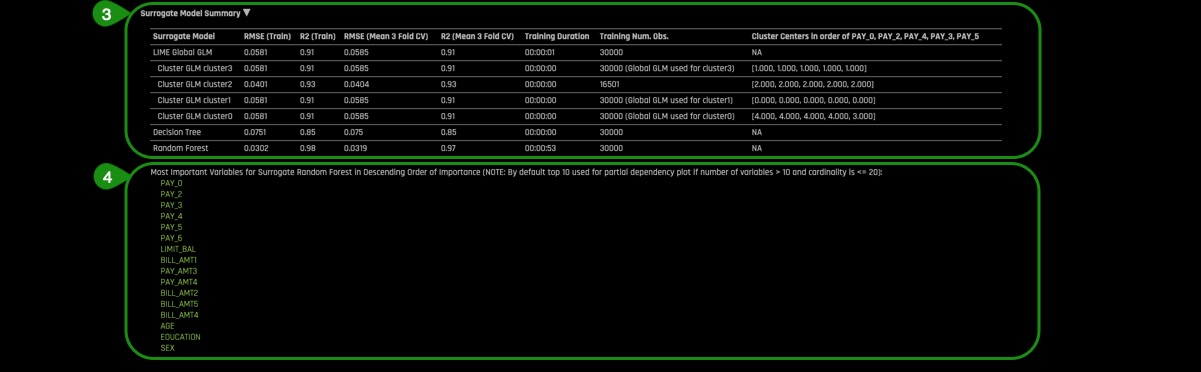 3
Surrogate Model Summary ▼
Surrogate Model RMSE (Train) R2 (Train) RMSE (Mean 3 Fold CV) R2 (Mean 3 Fold CV) Training Duration Training Num. Obs. Cluster Centers in order of PAY_0, PAY_2, PAY_4, PAY_3, PAY_5
LIME Global GLM 0.0581 0.91 0.0585 0.91 00:00:01 30000 NA
Cluster GLM cluster3 0.0581 0.91 0.0585 0.91 00:00:00 30000 (Global GLM used for cluster3) [1.000, 1.000, 1.000, 1.000, 1.000]
Cluster GLM cluster2 0.0401 0.93 0.0404 0.93 00:00:00 16501 [2.000, 2.000, 2.000, 2.000, 2.000]
Cluster GLM cluster1 0.0581 0.91 0.0585 0.91 00:00:00 30000 (Global GLM used for cluster1) [0.000, 0.000, 0.000, 0.000, 0.000]
Cluster GLM cluster0 0.0581 0.91 0.0585 0.91 00:00:00 30000 (Global GLM used for cluster0) [4.000, 4.000, 4.000, 4.000, 3.000]
Decision Tree 0.0751 0.85 0.075 0.85 00:00:00 30000 NA
Random Forest 0.0302 0.98 0.0319 0.97 00:00:53 30000 NA
4
Most Important Variables for Surrogate Random Forest in Descending Order of Importance (NOTE: By default top 10 used for partial dependency plot if number of variables > 10 and cardinality is <= 20):
PAY_0
PAY_2
PAY_3
PAY_4
PAY_5
PAY_6
LIMIT_BAL
BILL_AMT1
PAY_AMT3
PAY_AMT4
BILL_AMT2
BILL_AMT5
BILL_AMT4
AGE
EDUCATION
SEX